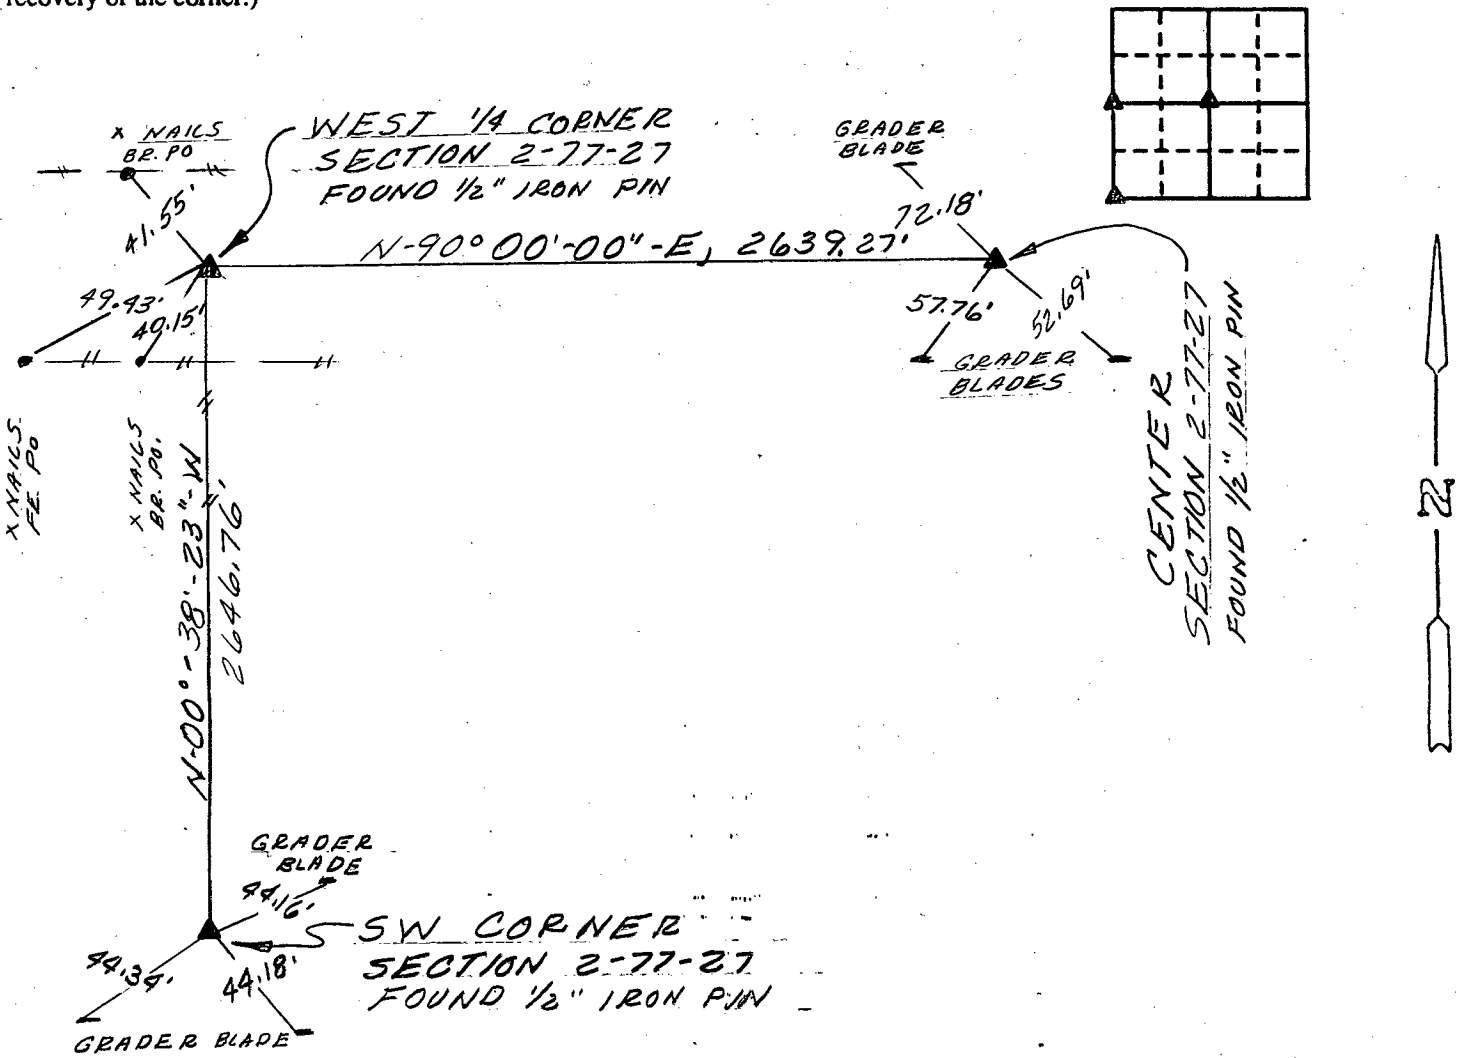 recovery of the corner.)
WEST 1/4 CORNER
SECTION 2-77-27
FOUND 1/2" IRON PIN
X NAILS
BR. PO
41.55'
GRADER
BLADE
72.18'
N-90° 00'-00"-E, 2639.27'
49.43'
40.15'
57.76'
52.69'
GRADER
BLADES
CENTER
SECTION 2-77-27
FOUND 1/2" IRON PIN
X NAILS
FE. PO
X NAILS
BR. PO.
N-00°-38'-23"-W
2646.76'
N
GRADER
BLADE
44.16'
SW CORNER
SECTION 2-77-27
FOUND 1/2" IRON PIN
44.34'
44.18'
GRADER BLADE